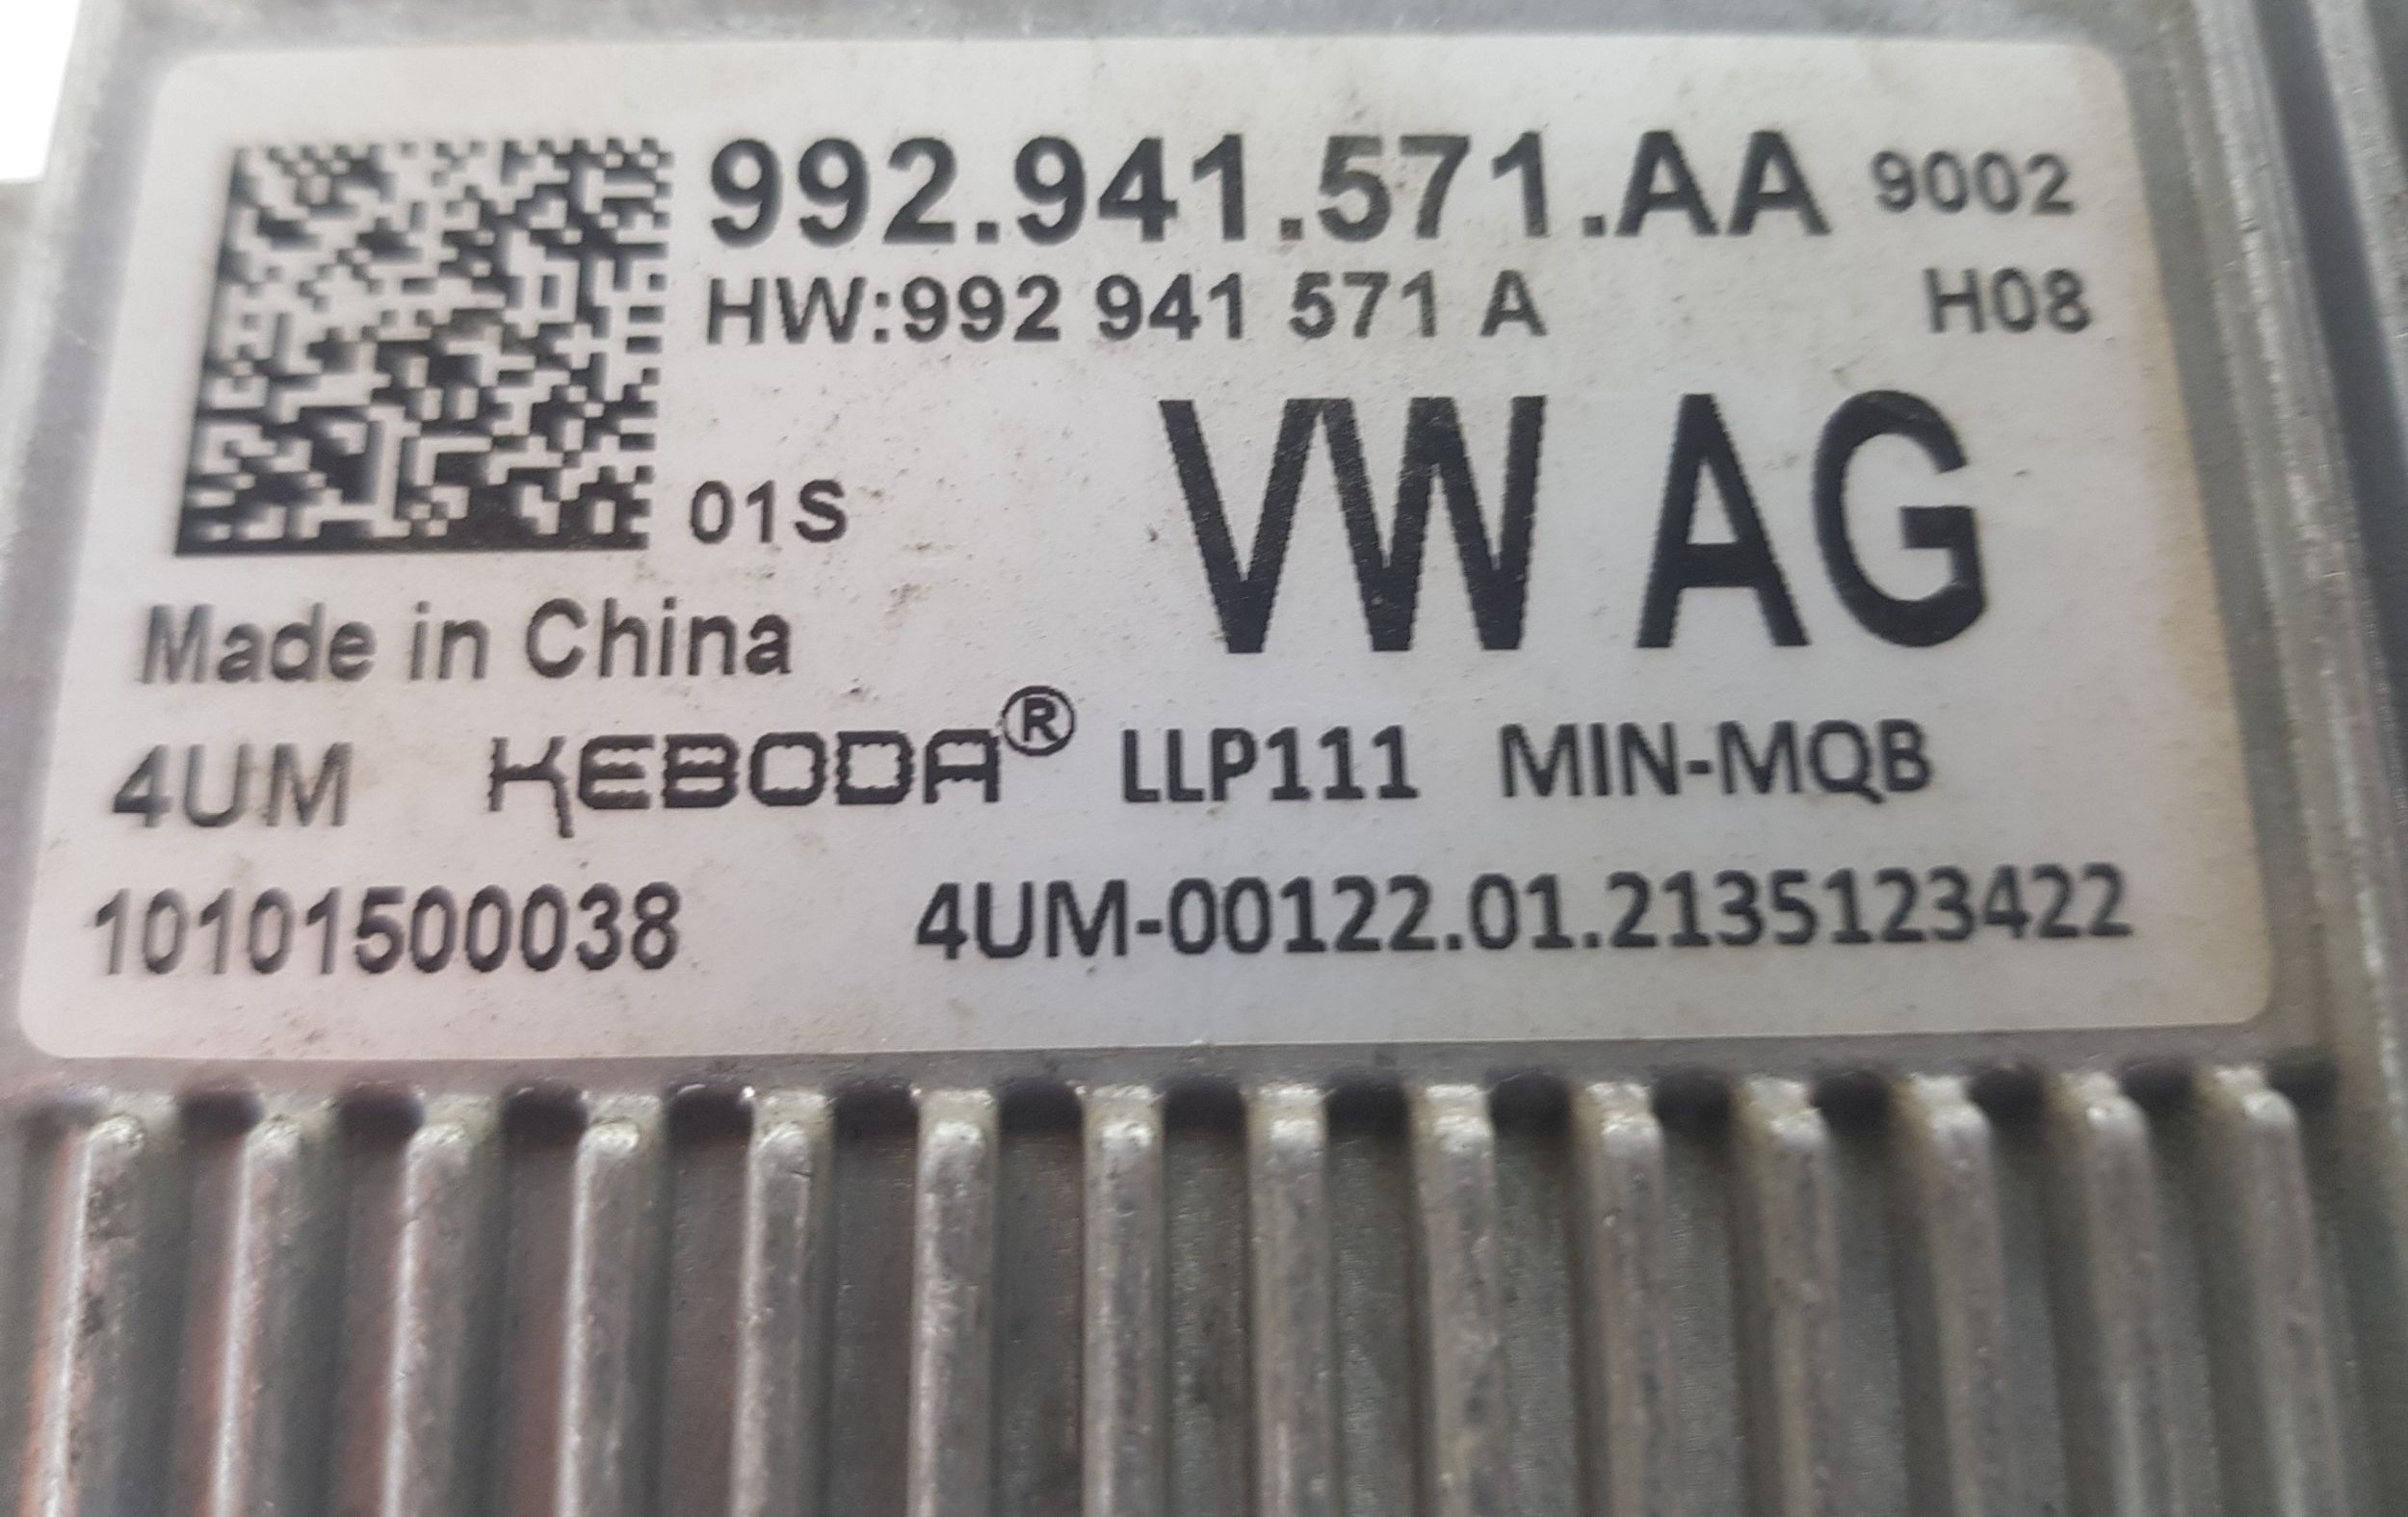 992.941.571.AA 9002
HW:992 941 571 A H08
01S VW AG
Made in China
4UM KEBODA® LLP111 MIN-MQB
10101500038 4UM-00122.01.2135123422